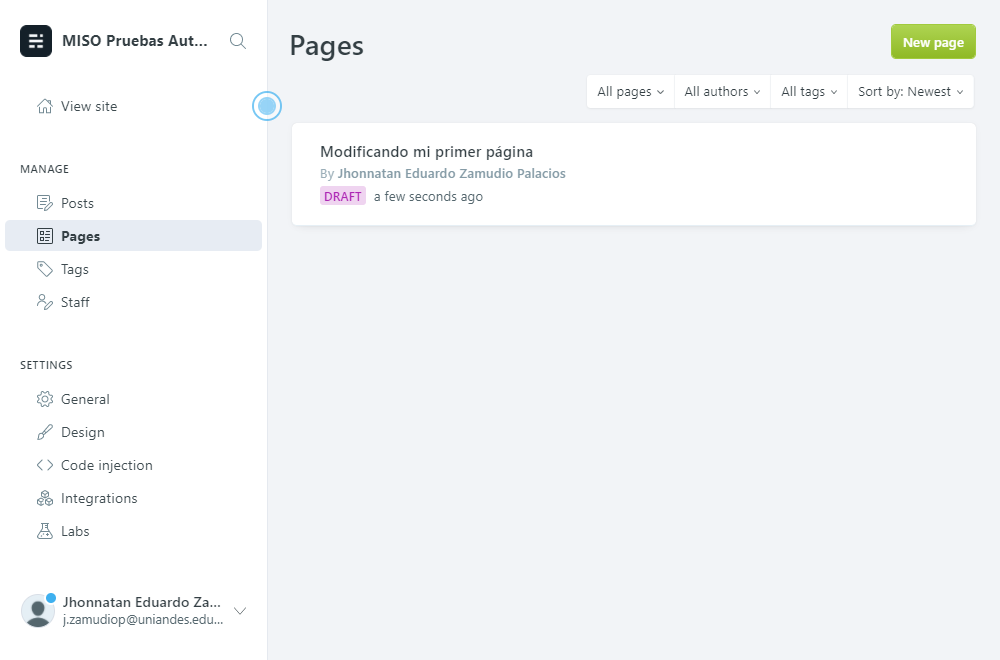 MISO Pruebas Aut...
View site
MANAGE
Posts
Pages
Tags
Staff
SETTINGS
General
Design
Code injection
Integrations
Labs
Jhonnatan Eduardo Za...
j.zamudiop@uniandes.edu...
Pages
New page
All pages
All authors
All tags
Sort by: Newest
Modificando mi primer página
By Jhonnatan Eduardo Zamudio Palacios
DRAFT a few seconds ago